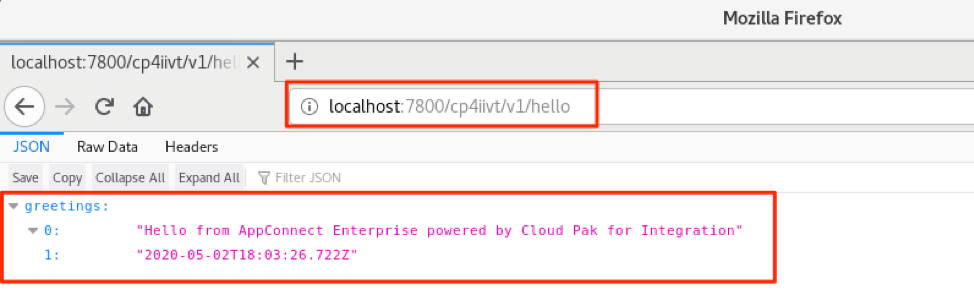 Mozilla Firefox
localhost:7800/cp4iivt/v1/hell
localhost:7800/cp4iivt/v1/hello
JSON Raw Data Headers
Save Copy Collapse All Expand All Filter JSON
greetings:
0: "Hello from AppConnect Enterprise powered by Cloud Pak for Integration"
1: "2020-05-02T18:03:26.722Z"